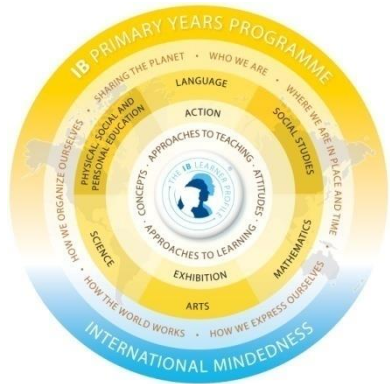 IB PRIMARY YEARS PROGRAMME
SHARING THE PLANET • WHO WE ARE • WHERE WE ARE IN PLACE AND TIME • HOW WE EXPRESS OURSELVES • HOW THE WORLD WORKS • HOW WE ORGANIZE OURSELVES •
LANGUAGE
SOCIAL STUDIES
MATHEMATICS
ARTS
SCIENCE
PHYSICAL, SOCIAL AND
PERSONAL EDUCATION
ACTION
EXHIBITION
APPROACHES TO TEACHING • ATTITUDES • APPROACHES TO LEARNING • CONCEPTS •
THE IB LEARNER PROFILE
INTERNATIONAL MINDEDNESS